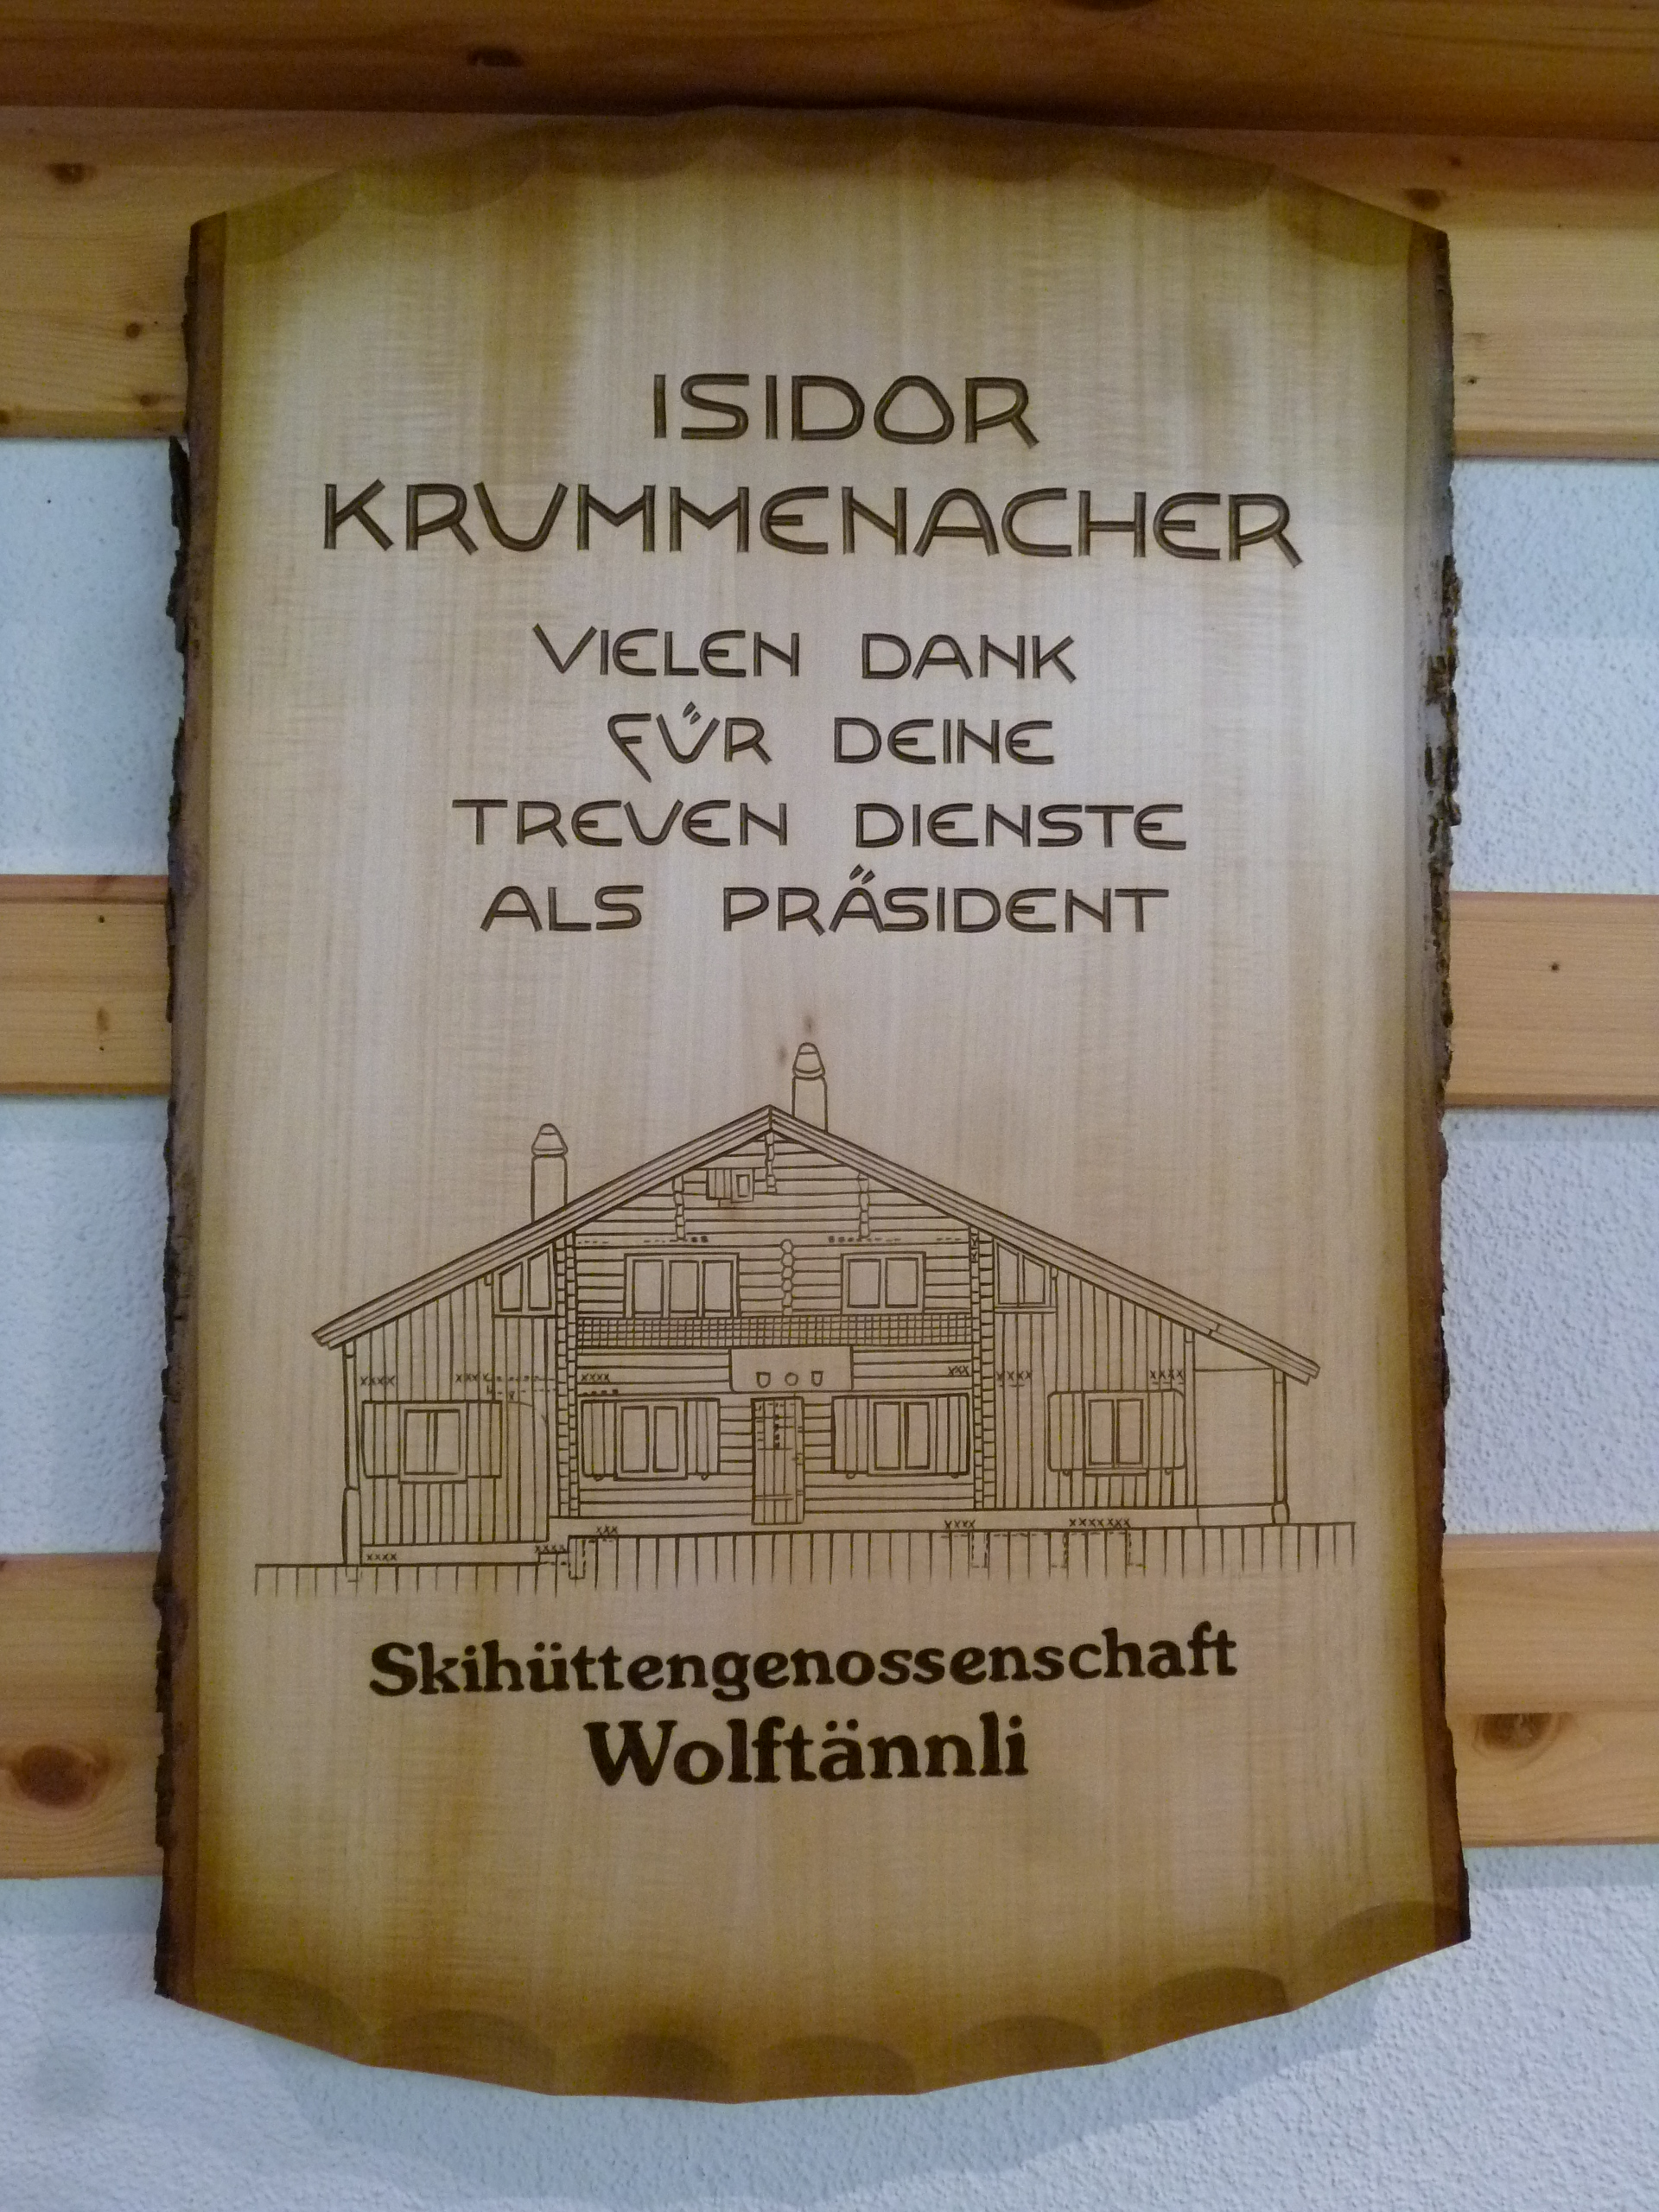 ISIDOR
KRUMMENACHER
VIELEN DANK
FÜR DEINE
TREUEN DIENSTE
ALS PRÄSIDENT
Skihüttengenossenschaft
Wolftännli